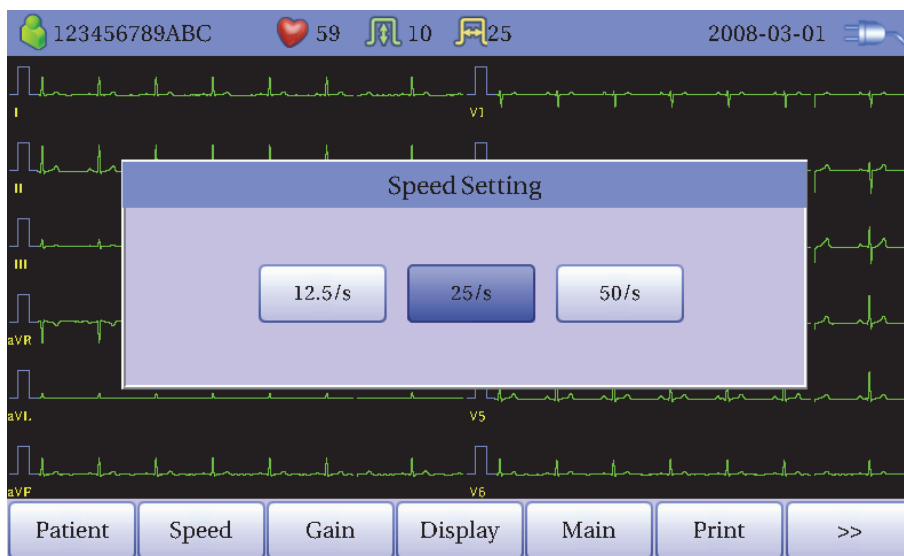 123456789ABC 59 10 25 2008-03-01
I V1
II
Speed Setting
III
12.5/s 25/s 50/s
aVR
aVL V5
aVF V6
Patient Speed Gain Display Main Print >>